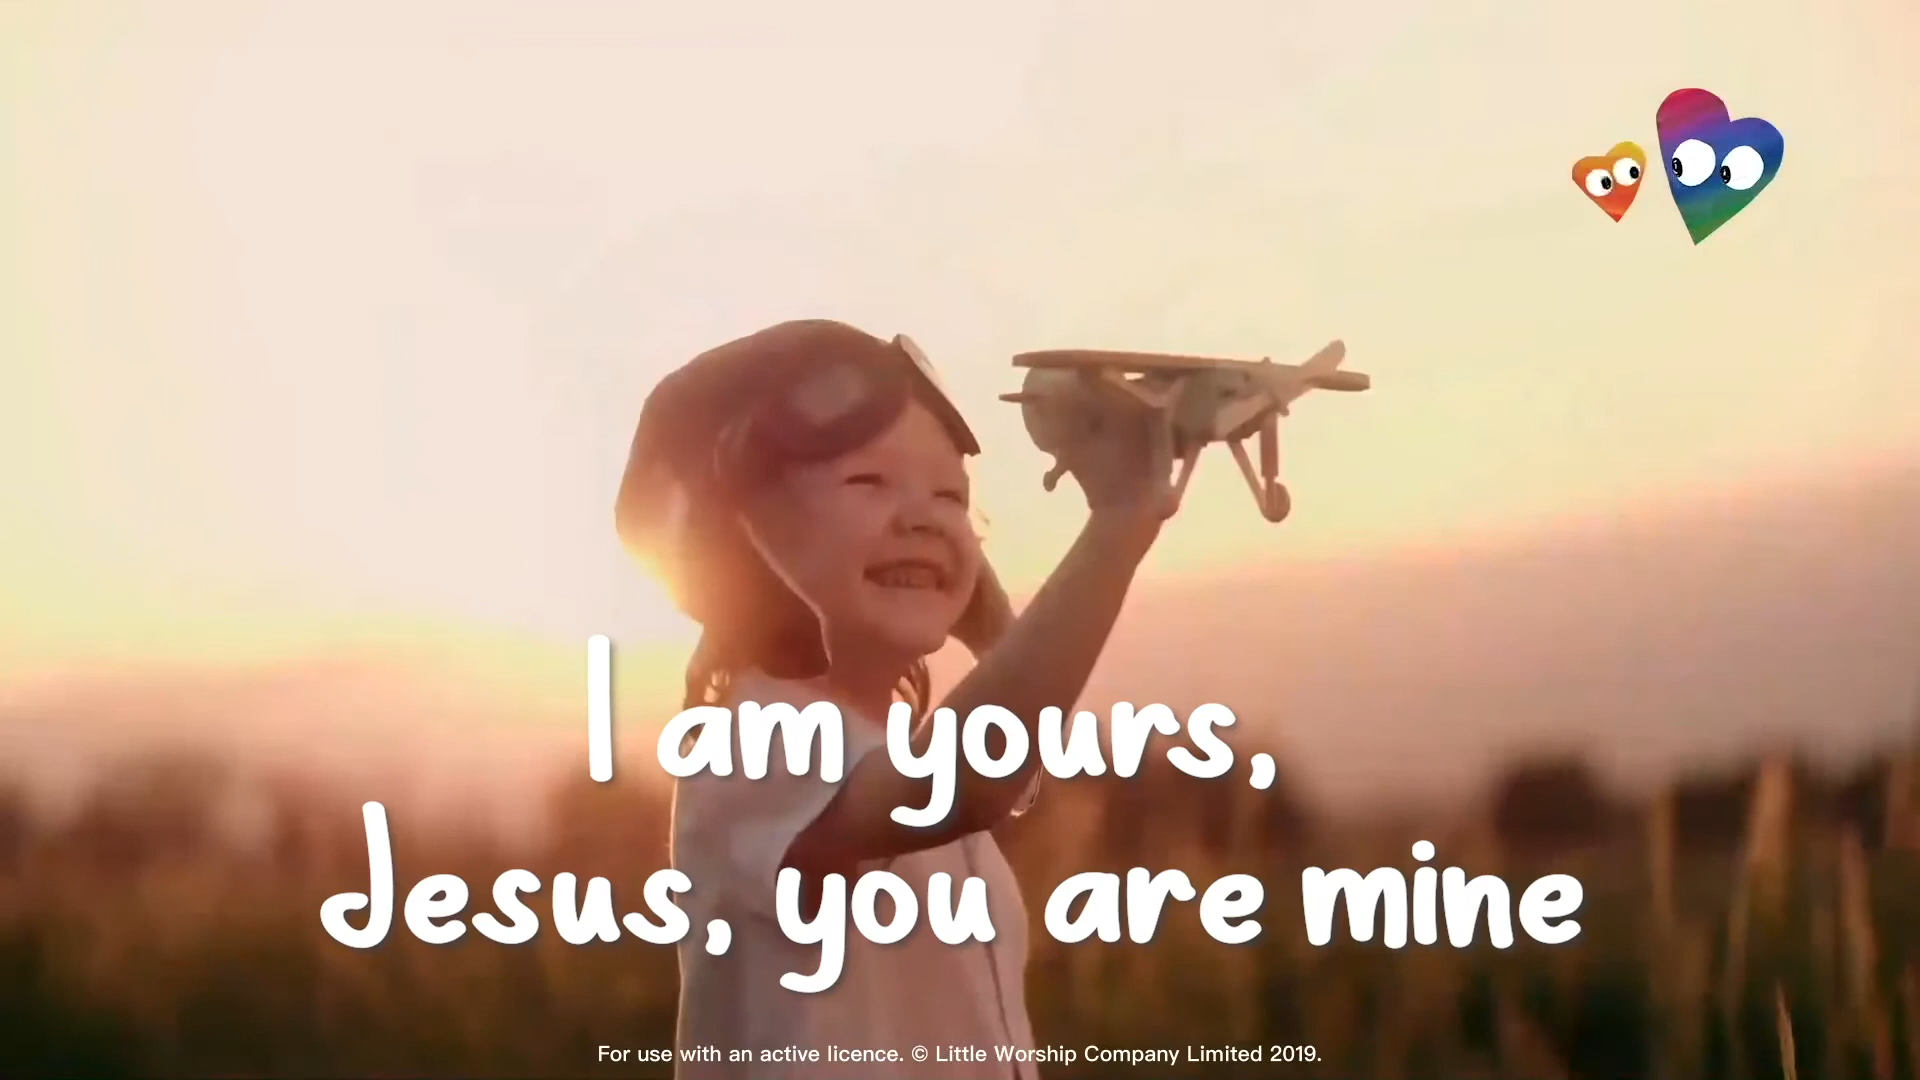 I am yours,
Jesus, you are mine
For use with an active licence. © Little Worship Company Limited 2019.